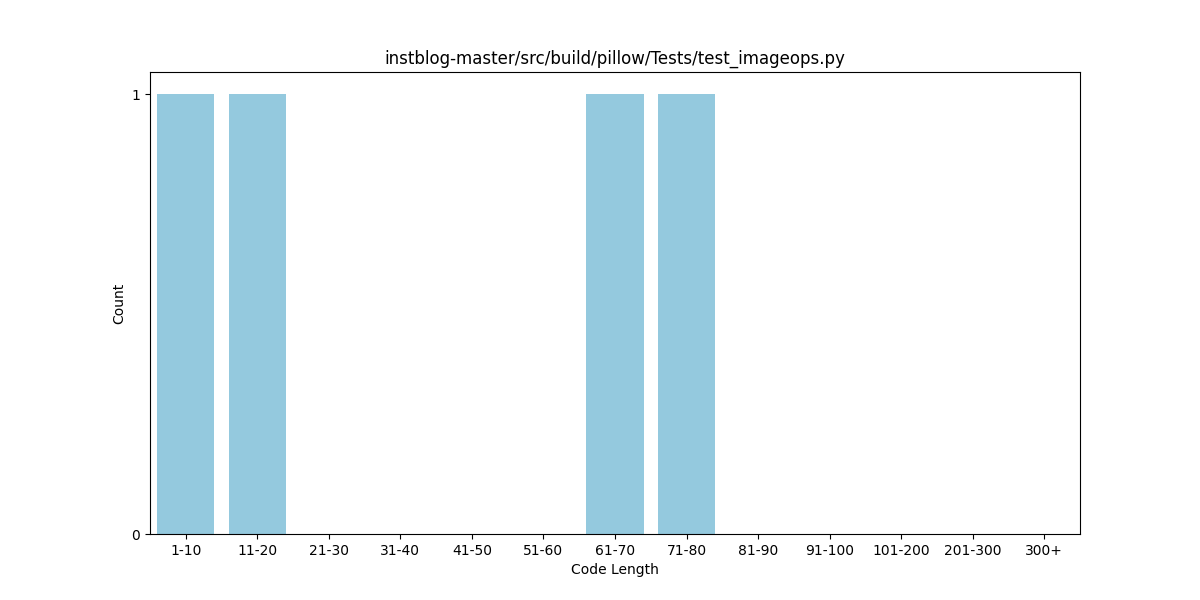 instblog-master/src/build/pillow/Tests/test_imageops.py
1
Count
0
1-10 11-20 21-30 31-40 41-50 51-60 61-70 71-80 81-90 91-100 101-200 201-300 300+
Code Length